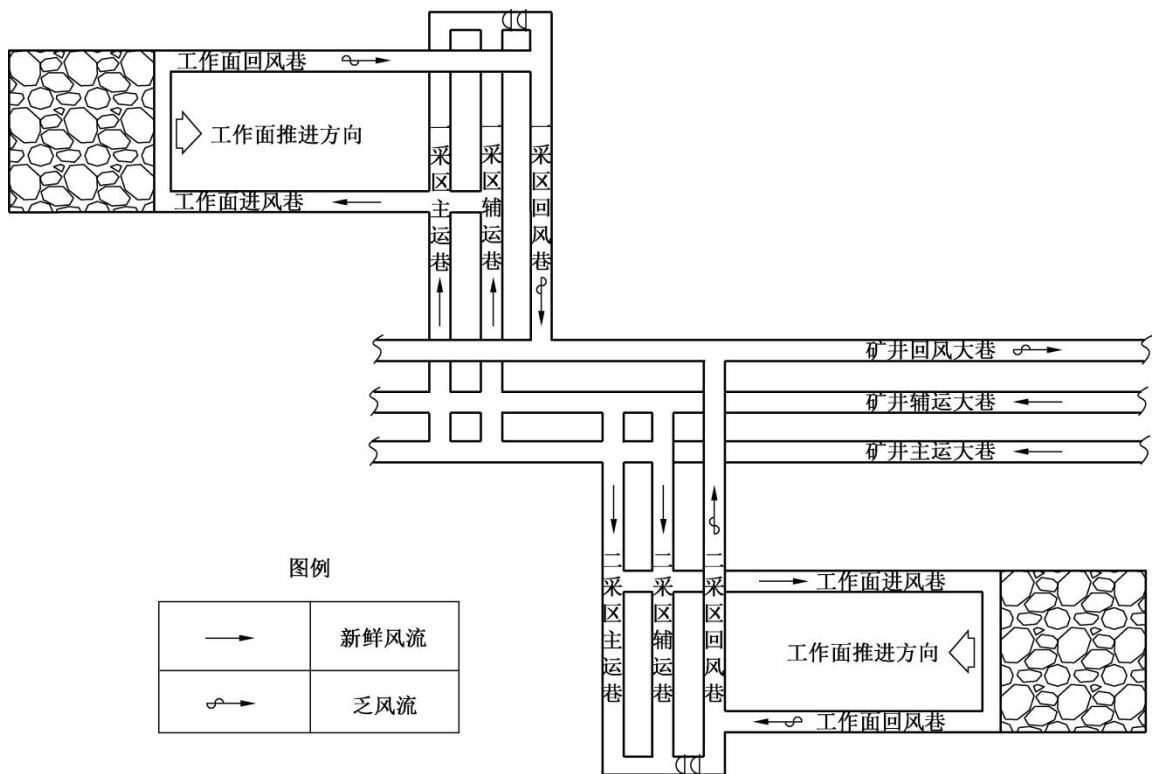 工作面回风巷
工作面推进方向
工作面进风巷
一采区主运巷
一采区辅运巷
一采区回风巷
矿井回风大巷
矿井辅运大巷
矿井主运大巷
二采区主运巷
二采区辅运巷
二采区回风巷
工作面进风巷
工作面推进方向
工作面回风巷
图例
新鲜风流
乏风流